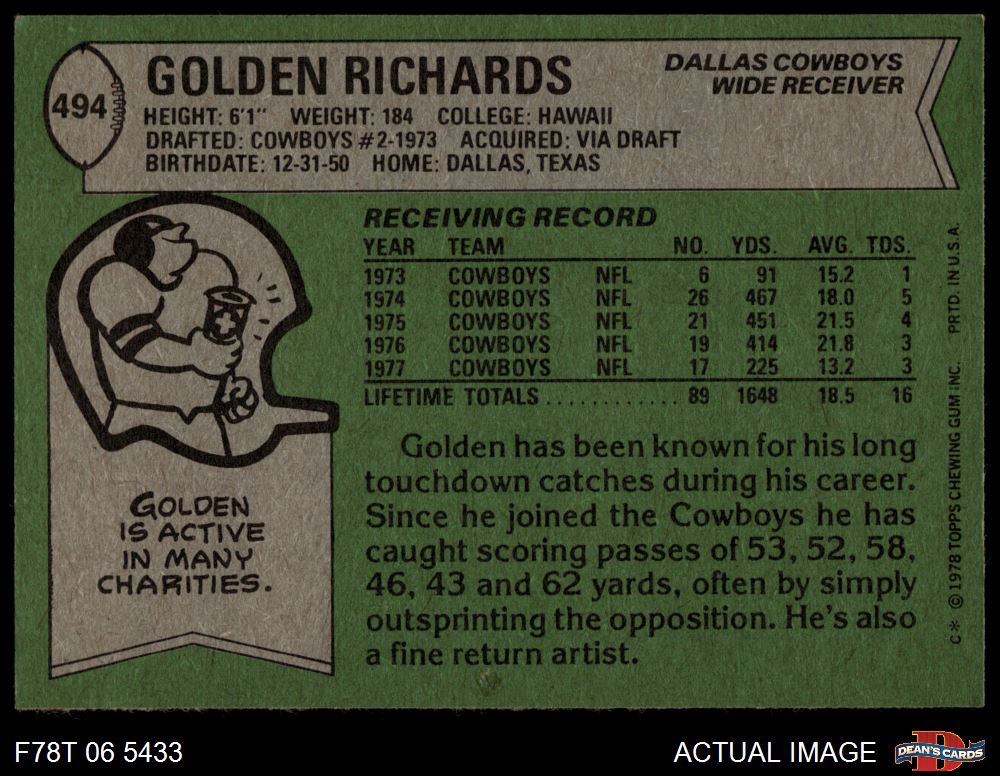 494
GOLDEN RICHARDS
DALLAS COWBOYS
WIDE RECEIVER
HEIGHT: 6'1" WEIGHT: 184 COLLEGE: HAWAII
DRAFTED: COWBOYS #2-1973 ACQUIRED: VIA DRAFT
BIRTHDATE: 12-31-50 HOME: DALLAS, TEXAS
RECEIVING RECORD
YEAR TEAM NO. YDS. AVG. TDS.
1973 COWBOYS NFL 6 91 15.2 1
1974 COWBOYS NFL 26 467 18.0 5
1975 COWBOYS NFL 21 451 21.5 4
1976 COWBOYS NFL 19 414 21.8 3
1977 COWBOYS NFL 17 225 13.2 3
LIFETIME TOTALS ............ 89 1648 18.5 16
Golden has been known for his long
touchdown catches during his career.
Since he joined the Cowboys he has
caught scoring passes of 53, 52, 58,
46, 43 and 62 yards, often by simply
outsprinting the opposition. He's also
a fine return artist.
GOLDEN
IS ACTIVE
IN MANY
CHARITIES.
C* © 1978 TOPPS CHEWING GUM INC. PRTD. IN U.S.A.
F78T 06 5433
ACTUAL IMAGE
DEAN'S CARDS